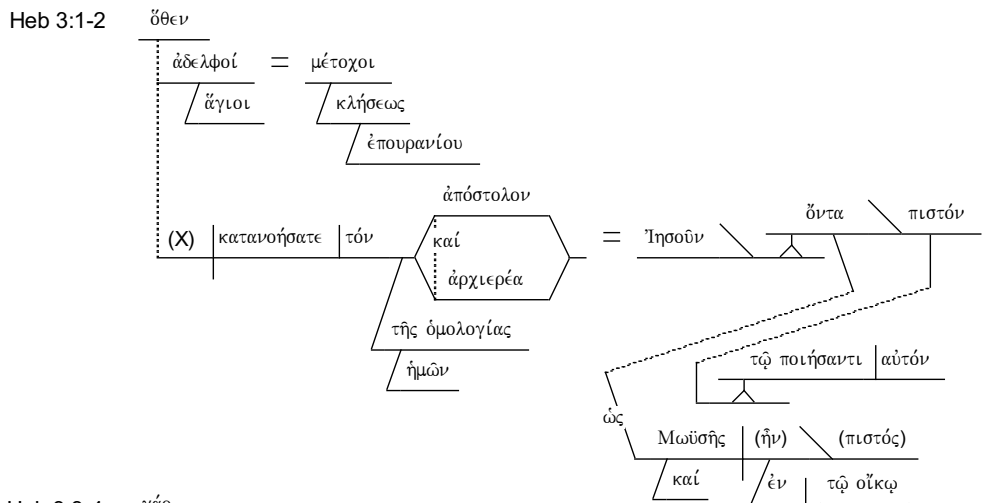 Heb 3:1-2 ὅθεν
ἀδελφοί = μέτοχοι
ἅγιοι κλήσεως
ἐπουρανίου
ἀπόστολον
(X) κατανοήσατε τόν καί = Ἰησοῦν ὄντα πιστόν
ἀρχιερέα
τῆς ὁμολογίας
ἡμῶν
τῷ ποιήσαντι αὐτόν
ὡς
Μωϋσῆς (ἦν) (πιστός)
καί ἐν τῷ οἴκῳ